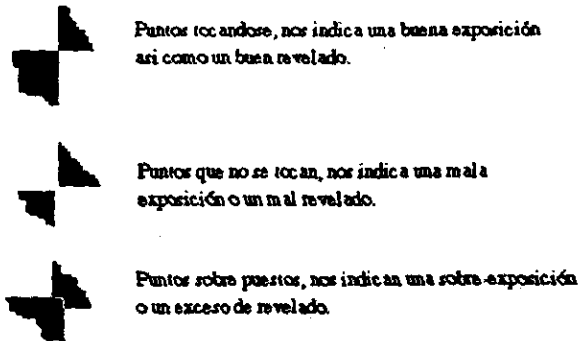 Puntos tocandose, nos indica una buena exposición
asi como un buen revelado.
Puntos que no se tocan, nos indica una mala
exposición o un mal revelado.
Puntos sobre puestos, nos indican una sobre-exposición
o un exceso de revelado.